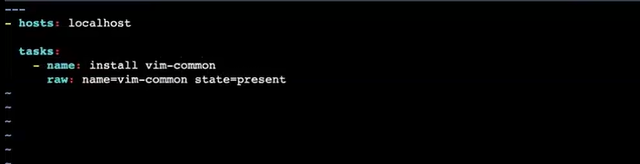 ---
- hosts: localhost

  tasks:
    - name: install vim-common
      raw: name=vim-common state=present
~
~
~
~
~
~